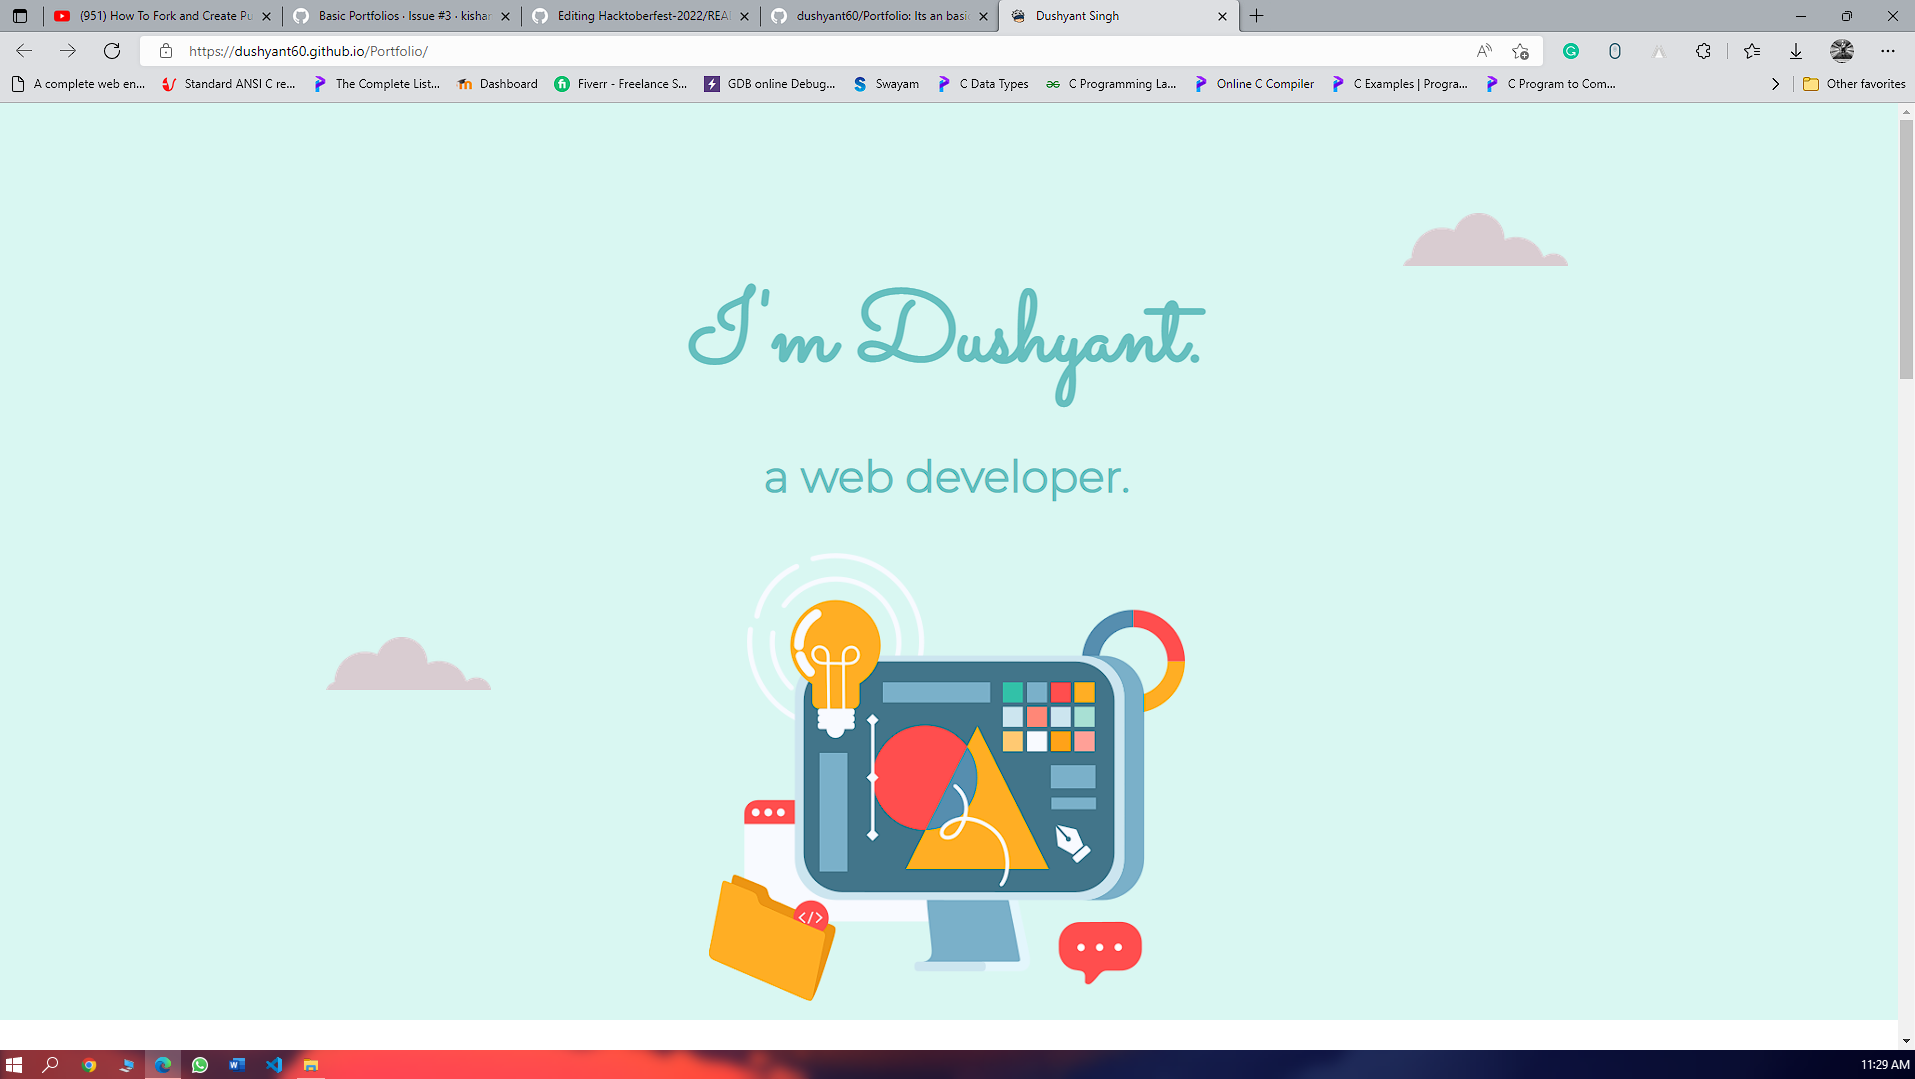 (951) How To Fork and Create Pu
Basic Portfolios · Issue #3 · kishan
Editing Hacktoberfest-2022/REA
dushyant60/Portfolio: Its an basic
Dushyant Singh
https://dushyant60.github.io/Portfolio/
A complete web en...
Standard ANSI C re...
The Complete List...
Dashboard
Fiverr - Freelance S...
GDB online Debug...
Swayam
C Data Types
C Programming La...
Online C Compiler
C Examples | Progra...
C Program to Com...
Other favorites
I'm Dushyant.
a web developer.
</>
11:29 AM